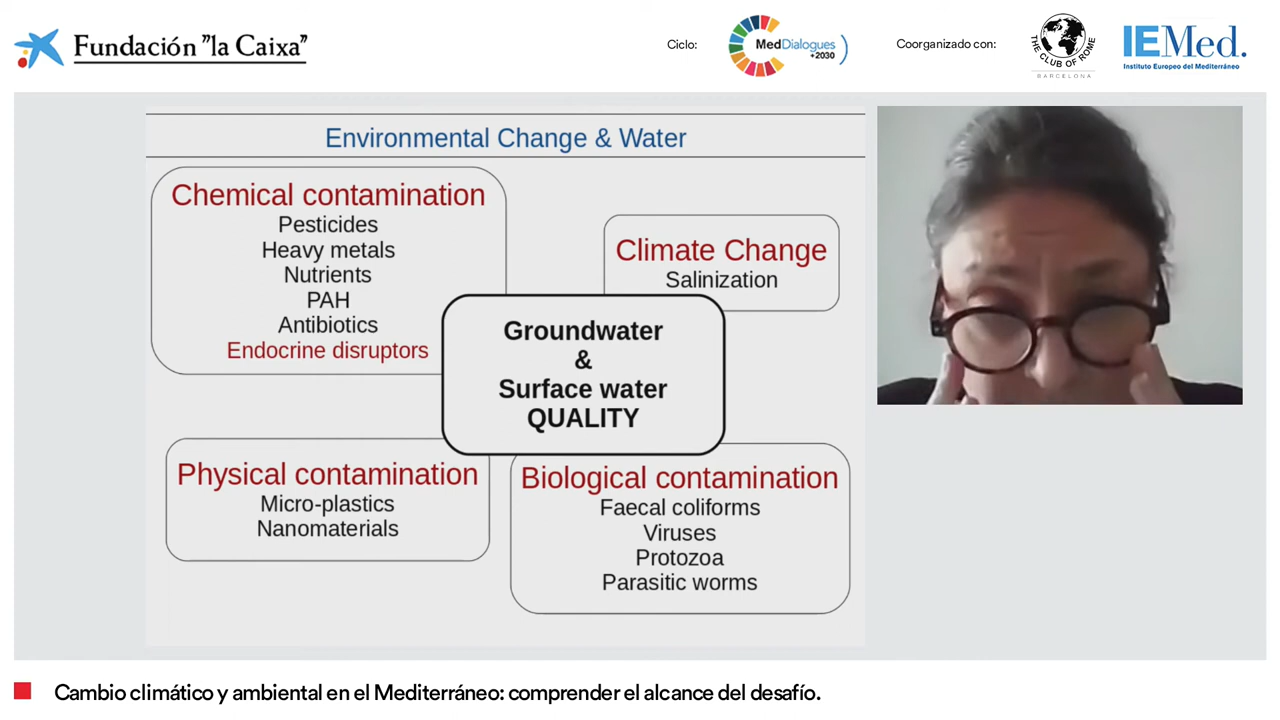 Fundación "la Caixa"
Ciclo:
MedDialogues
+2030
Coorganizado con:
THE CLUB OF ROME
BARCELONA
IEMed.
Instituto Europeo del Mediterráneo
Environmental Change & Water
Chemical contamination
Pesticides
Heavy metals
Nutrients
PAH
Antibiotics
Endocrine disruptors
Climate Change
Salinization
Groundwater
&
Surface water
QUALITY
Physical contamination
Micro-plastics
Nanomaterials
Biological contamination
Faecal coliforms
Viruses
Protozoa
Parasitic worms
Cambio climático y ambiental en el Mediterráneo: comprender el alcance del desafío.